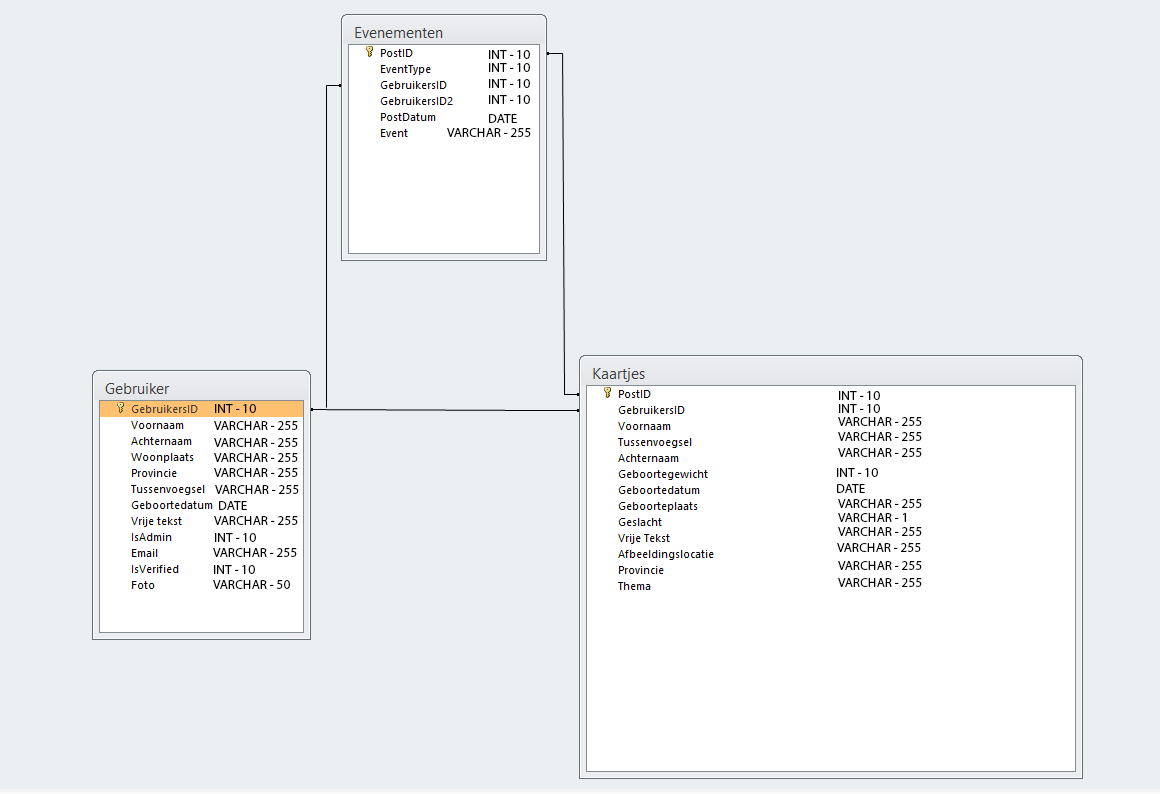 Evenementen
PostID INT - 10
EventType INT - 10
GebruikersID INT - 10
GebruikersID2 INT - 10
PostDatum DATE
Event VARCHAR - 255
Gebruiker
GebruikersID INT - 10
Voornaam VARCHAR - 255
Achternaam VARCHAR - 255
Woonplaats VARCHAR - 255
Provincie VARCHAR - 255
Tussenvoegsel VARCHAR - 255
Geboortedatum DATE
Vrije tekst VARCHAR - 255
IsAdmin INT - 10
Email VARCHAR - 255
IsVerified INT - 10
Foto VARCHAR - 50
Kaartjes
PostID INT - 10
GebruikersID INT - 10
Voornaam VARCHAR - 255
Tussenvoegsel VARCHAR - 255
Achternaam VARCHAR - 255
Geboortegewicht INT - 10
Geboortedatum DATE
Geboorteplaats VARCHAR - 255
Geslacht VARCHAR - 1
Vrije Tekst VARCHAR - 255
Afbeeldingslocatie VARCHAR - 255
Provincie VARCHAR - 255
Thema VARCHAR - 255